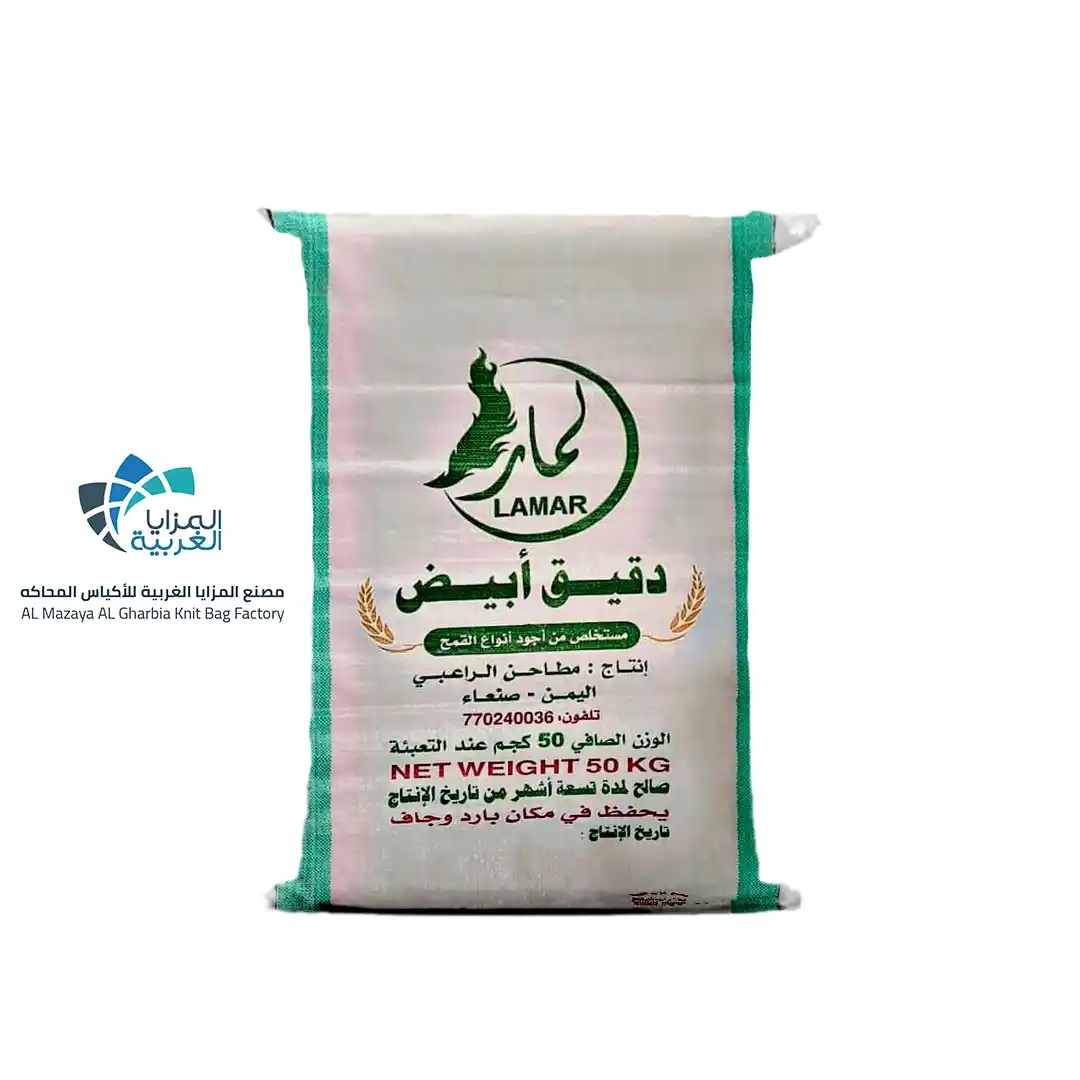 لمار
LAMAR
دقيق أبيض
مستخلص من أجود أنواع القمح
إنتاج : مطاحن الراعبي
اليمن - صنعاء
تلفون: 770240036
الوزن الصافي 50 كجم عند التعبئة
NET WEIGHT 50 KG
صالح لمدة تسعة أشهر من تاريخ الإنتاج
يحفظ في مكان بارد وجاف
تاريخ الإنتاج :
المزايا
الغربية
مصنع المزايا الغربية للأكياس المحاكه
AL Mazaya AL Gharbia Knit Bag Factory